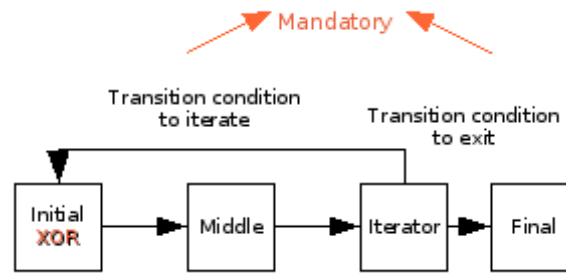 Mandatory
Transition condition
to iterate
Transition condition
to exit
Initial
XOR
Middle
Iterator
Final